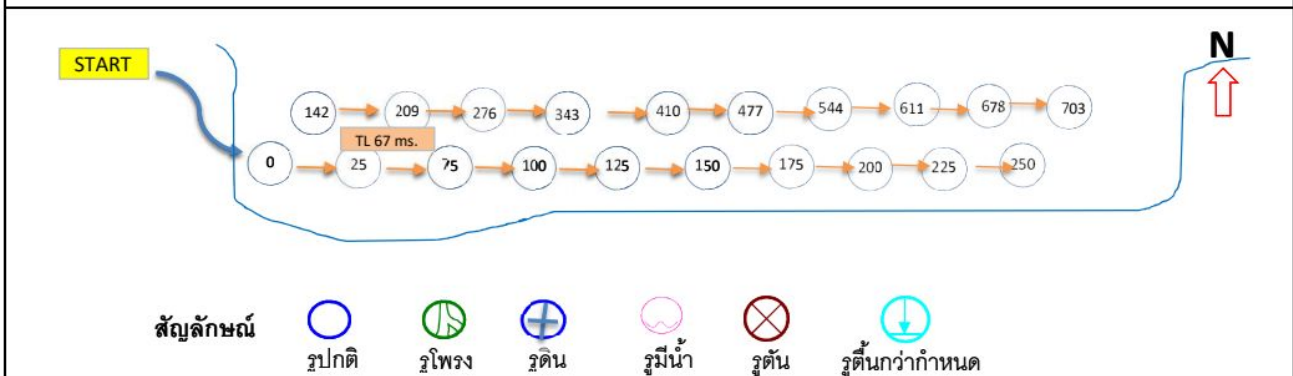 START
N
142 209 276 343 410 477 544 611 678 703
TL 67 ms.
0 25 75 100 125 150 175 200 225 250
สัญลักษณ์
รูปกติ รูโพรง รูดิน รูมีน้ำ รูตัน รูตื้นกว่ากำหนด